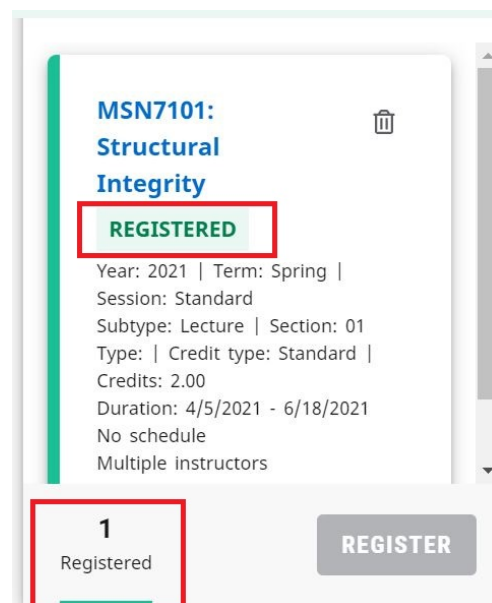 MSN7101:
Structural
Integrity
REGISTERED
Year: 2021 | Term: Spring |
Session: Standard
Subtype: Lecture | Section: 01
Type: | Credit type: Standard |
Credits: 2.00
Duration: 4/5/2021 - 6/18/2021
No schedule
Multiple instructors
1
Registered
REGISTER